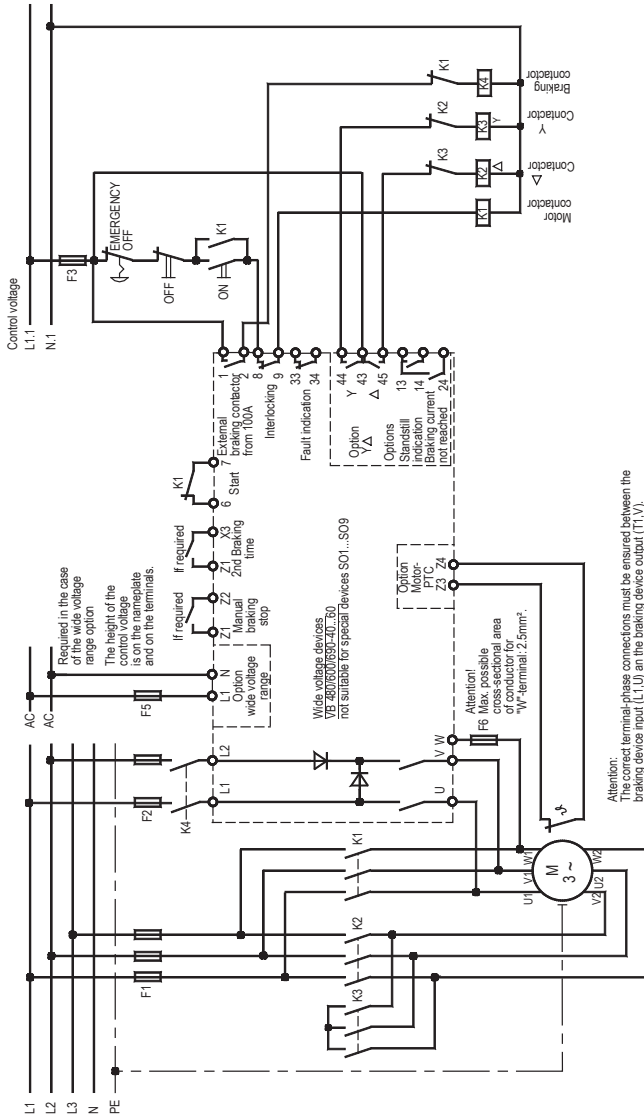 Control voltage
L1.1
N.1
F3
EMERGENCY
OFF
OFF
ON
K1
K1
K2
K3
K4
Braking
contactor
K3
Y
Y
Contactor
K2
△
△
Contactor
K1
Motor
contactor
AC
AC
Required in the case
of the wide voltage
range option
The height of the
control voltage
is on the nameplate
and on the terminals.
F5
If required
If required
K1
L1
N
Option
wide voltage
range
Z1
Z2
Manual
braking
stop
Z1
X3
2nd Braking
time
6
7
Start
1
External
braking contactor
from 100A
2
8
Interlocking
9
33
Fault indication
34
44
Y
43
Option
Y△
△
45
Options
13
Standstill
indication
14
Braking current
not reached
24
Wide voltage devices
VB 480/600/690-40...60
not suitable for special devices SO1...SO9
Option
Motor-
PTC
Z3
Z4
L1
L2
L3
N
PE
F1
F2
K4
L1
L2
U
V
W
F6
Attention!
Max. possible
cross-sectional area
of conductor for
"W"-terminal: 2.5mm².
K3
K2
K1
U1
V1
W1
M
3 ~
V2
U2
W2
ϑ
Attention:
The correct terminal-phase connections must be ensured between the
braking device input (L1,U) an the braking device output (T1,V).